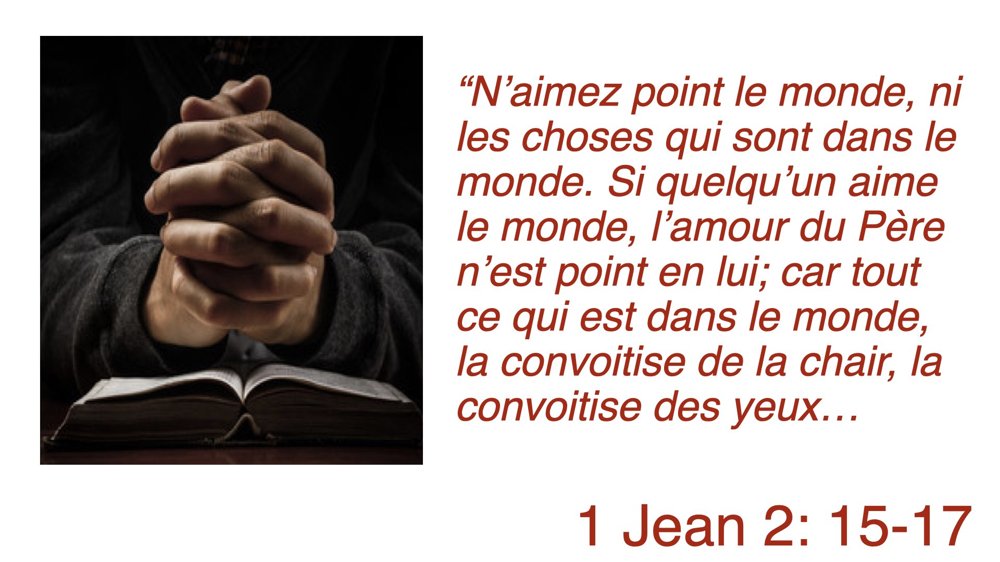 “N’aimez point le monde, ni
les choses qui sont dans le
monde. Si quelqu’un aime
le monde, l’amour du Père
n’est point en lui; car tout
ce qui est dans le monde,
la convoitise de la chair, la
convoitise des yeux…
1 Jean 2: 15-17